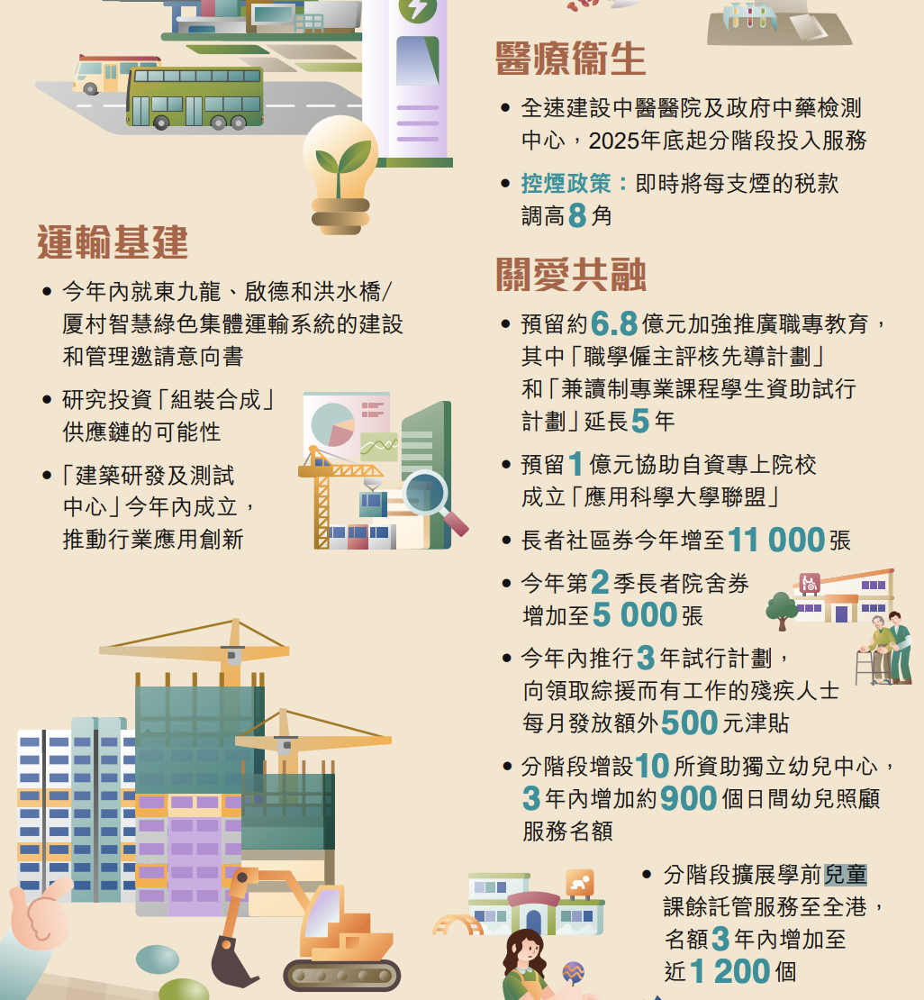 運輸基建
• 今年內就東九龍、啟德和洪水橋/
厦村智慧綠色集體運輸系統的建設
和管理邀請意向書
• 研究投資「組裝合成」
供應鏈的可能性
• 「建築研發及測試
中心」今年內成立，
推動行業應用創新
醫療衞生
• 全速建設中醫醫院及政府中藥檢測
中心，2025年底起分階段投入服務
• 控煙政策：即時將每支煙的稅款
調高8角
關愛共融
• 預留約6.8億元加強推廣職專教育，
其中「職學僱主評核先導計劃」
和「兼讀制專業課程學生資助試行
計劃」延長5年
• 預留1億元協助自資專上院校
成立「應用科學大學聯盟」
• 長者社區券今年增至11 000張
• 今年第2季長者院舍券
增加至5 000張
• 今年內推行3年試行計劃，
向領取綜援而有工作的殘疾人士
每月發放額外500元津貼
• 分階段增設10所資助獨立幼兒中心，
3年內增加約900個日間幼兒照顧
服務名額
• 分階段擴展學前兒童
課餘託管服務至全港，
名額3年內增加至
近1 200個